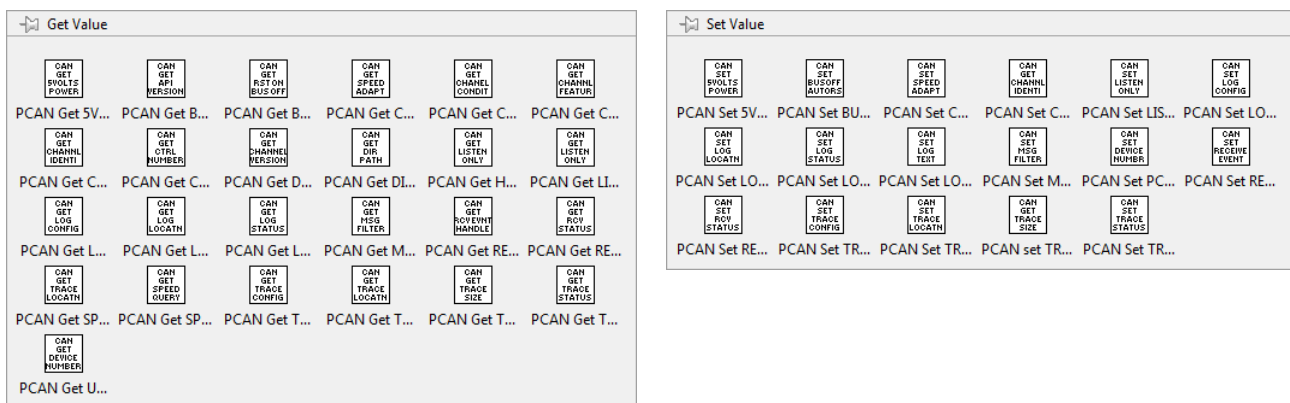 Get Value
CAN GET 5VOLTS POWER
CAN GET API VERSION
CAN GET RST ON BUS OFF
CAN GET SPEED ADAPT
CAN GET CHANEL CONDIT
CAN GET CHANNL FEATUR
PCAN Get 5V... PCAN Get B... PCAN Get B... PCAN Get C... PCAN Get C... PCAN Get C...
CAN GET CHANNL IDENTI
CAN GET CTRL NUMBER
CAN GET CHANNEL VERSION
CAN GET DIR PATH
CAN GET LISTEN ONLY
CAN GET LISTEN ONLY
PCAN Get C... PCAN Get C... PCAN Get D... PCAN Get DI... PCAN Get H... PCAN Get LI...
CAN GET LOG CONFIG
CAN GET LOG LOCATN
CAN GET LOG STATUS
CAN GET MSG FILTER
CAN GET RCVEVNT HANDLE
CAN GET RCV STATUS
PCAN Get L... PCAN Get L... PCAN Get L... PCAN Get M... PCAN Get RE... PCAN Get RE...
CAN GET TRACE LOCATN
CAN GET SPEED QUERY
CAN GET TRACE CONFIG
CAN GET TRACE LOCATN
CAN GET TRACE SIZE
CAN GET TRACE STATUS
PCAN Get SP... PCAN Get SP... PCAN Get T... PCAN Get T... PCAN Get T... PCAN Get T...
CAN GET DEVICE NUMBER
PCAN Get U...
Set Value
CAN SET 5VOLTS POWER
CAN SET BUSOFF AUTORS
CAN SET SPEED ADAPT
CAN GET CHANNL IDENTI
CAN SET LISTEN ONLY
CAN SET LOG CONFIG
PCAN Set 5V... PCAN Set BU... PCAN Set C... PCAN Set C... PCAN Set LIS... PCAN Set LO...
CAN SET LOG LOCATN
CAN SET LOG STATUS
CAN SET LOG TEXT
CAN SET MSG FILTER
CAN SET DEVICE NUMBR
CAN SET RECEIVE EVENT
PCAN Set LO... PCAN Set LO... PCAN Set LO... PCAN Set M... PCAN Set PC... PCAN Set RE...
CAN SET RCV STATUS
CAN SET TRACE CONFIG
CAN SET TRACE LOCATN
CAN GET TRACE SIZE
CAN SET TRACE STATUS
PCAN Set RE... PCAN Set TR... PCAN Set TR... PCAN set TR... PCAN Set TR...